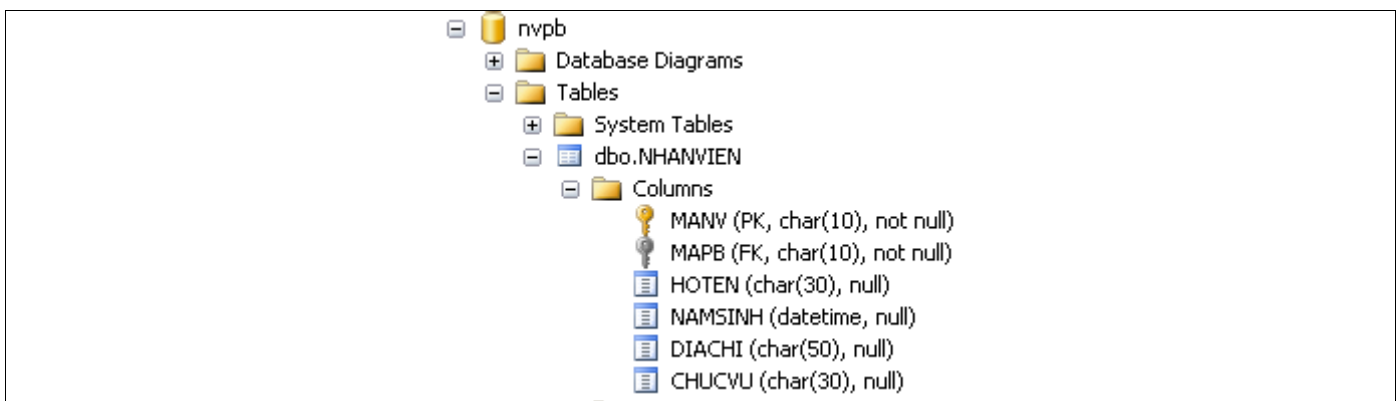 nvpb
Database Diagrams
Tables
System Tables
dbo.NHANVIEN
Columns
MANV (PK, char(10), not null)
MAPB (FK, char(10), not null)
HOTEN (char(30), null)
NAMSINH (datetime, null)
DIACHI (char(50), null)
CHUCVU (char(30), null)